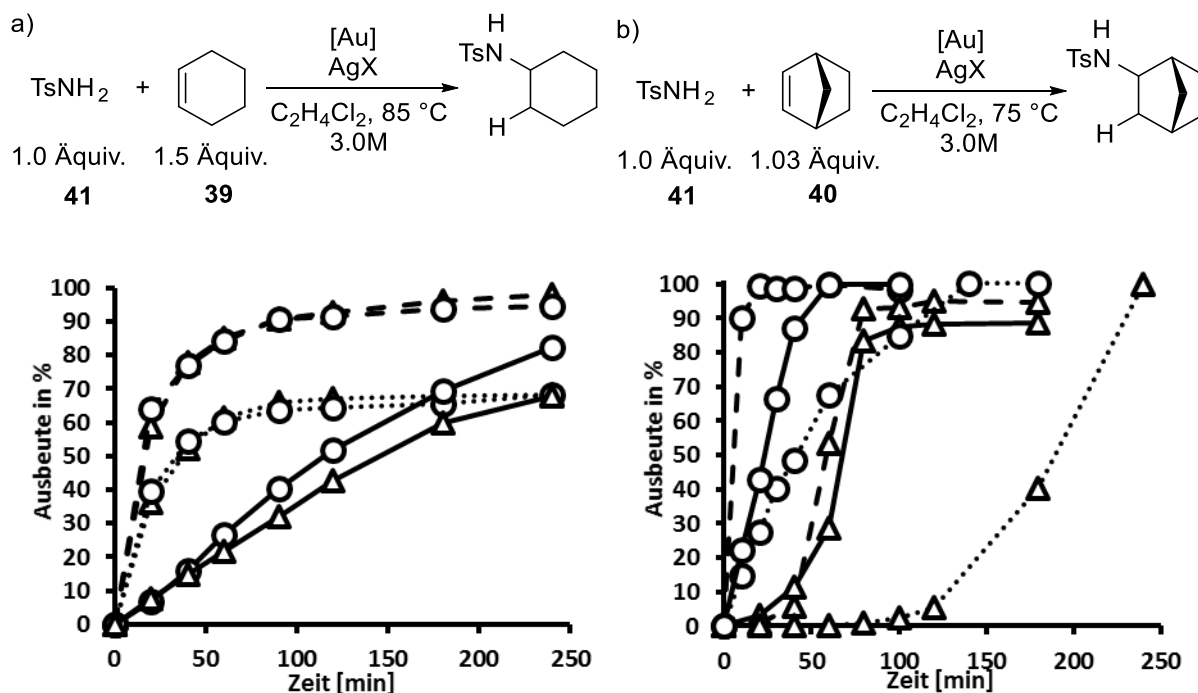 a)
TsNH2 + [Au] AgX C2H4Cl2, 85 °C 3.0M
H
TsN
H
1.0 Äquiv. 1.5 Äquiv.
41 39
b)
TsNH2 + [Au] AgX C2H4Cl2, 75 °C 3.0M
H
TsN
H
1.0 Äquiv. 1.03 Äquiv.
41 40
Ausbeute in %
100
90
80
70
60
50
40
30
20
10
0
0 50 100 150 200 250
Zeit [min]
Ausbeute in %
100
90
80
70
60
50
40
30
20
10
0
0 50 100 150 200 250
Zeit [min]